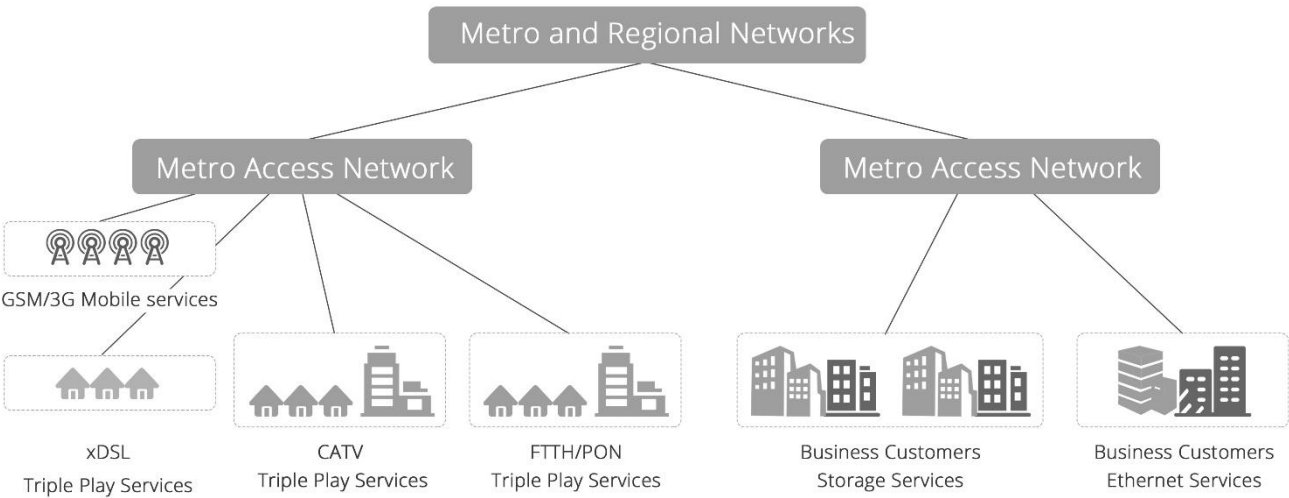 Metro and Regional Networks
Metro Access Network
Metro Access Network
GSM/3G Mobile services
xDSL
Triple Play Services
CATV
Triple Play Services
FTTH/PON
Triple Play Services
Business Customers
Storage Services
Business Customers
Ethernet Services